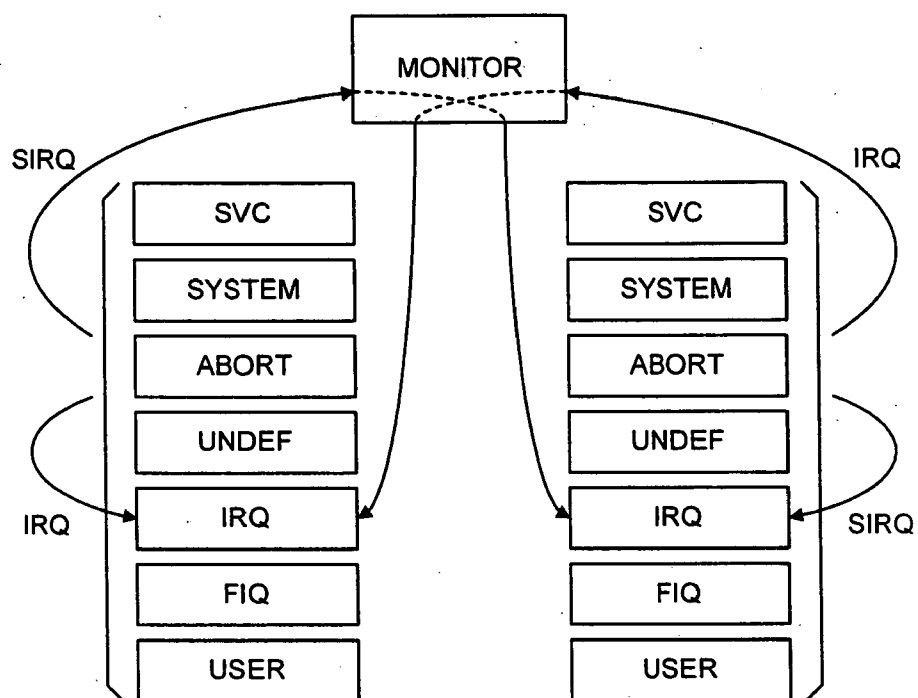 MONITOR
SIRQ
IRQ
SVC
SVC
SYSTEM
SYSTEM
ABORT
ABORT
UNDEF
UNDEF
IRQ
IRQ
IRQ
SIRQ
FIQ
FIQ
USER
USER